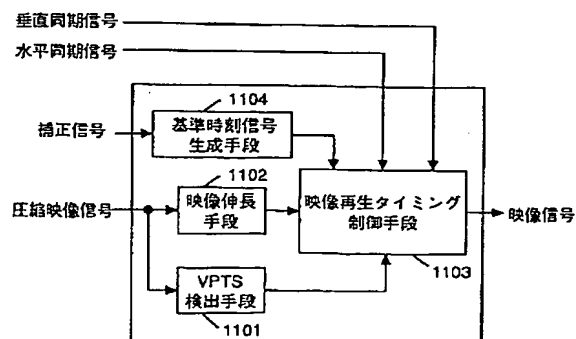 垂直同期信号
水平同期信号
1104
補正信号
基準時刻信号
生成手段
1102
圧縮映像信号
映像伸長
手段
映像再生タイミング
制御手段
映像信号
1103
VPTS
検出手段
1101